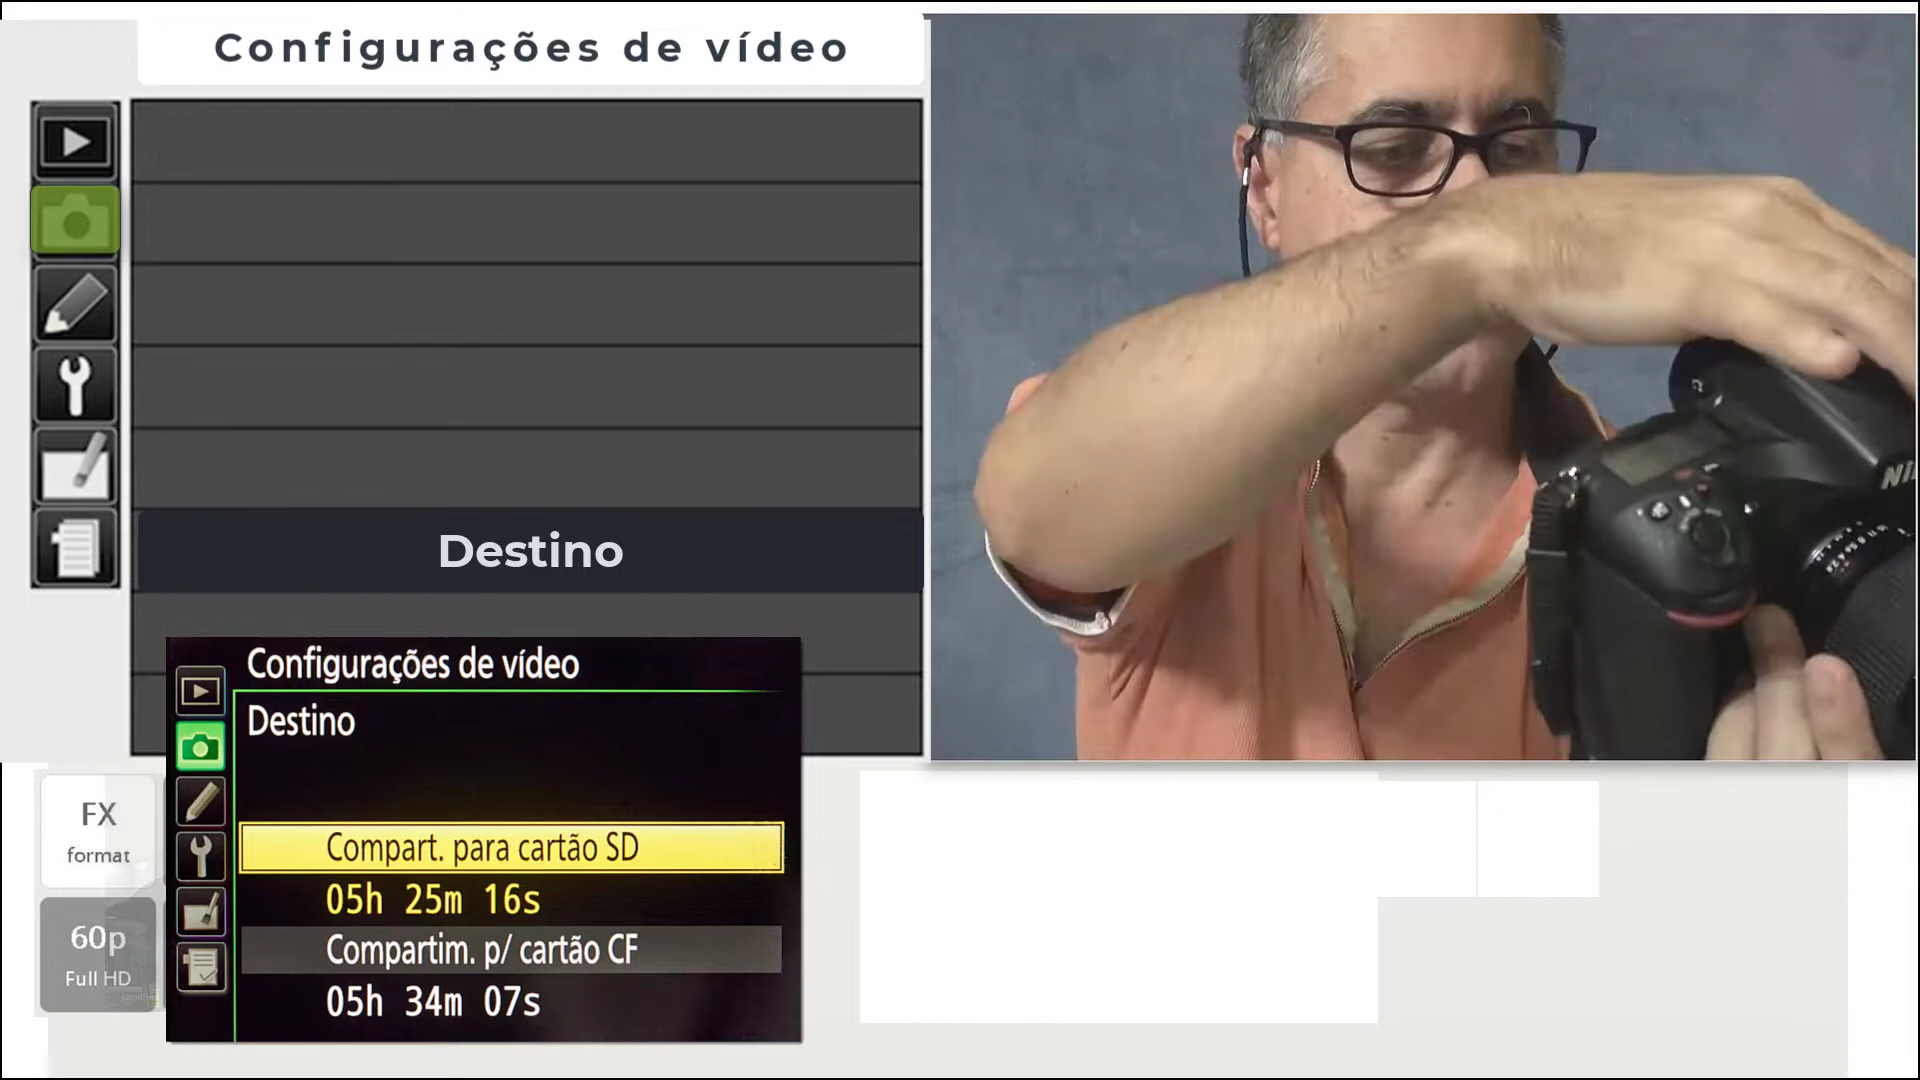 Configurações de vídeo
Destino
Configurações de vídeo
Destino
Compart. para cartão SD
05h 25m 16s
Compartim. p/ cartão CF
05h 34m 07s
FX
format
60p
Full HD